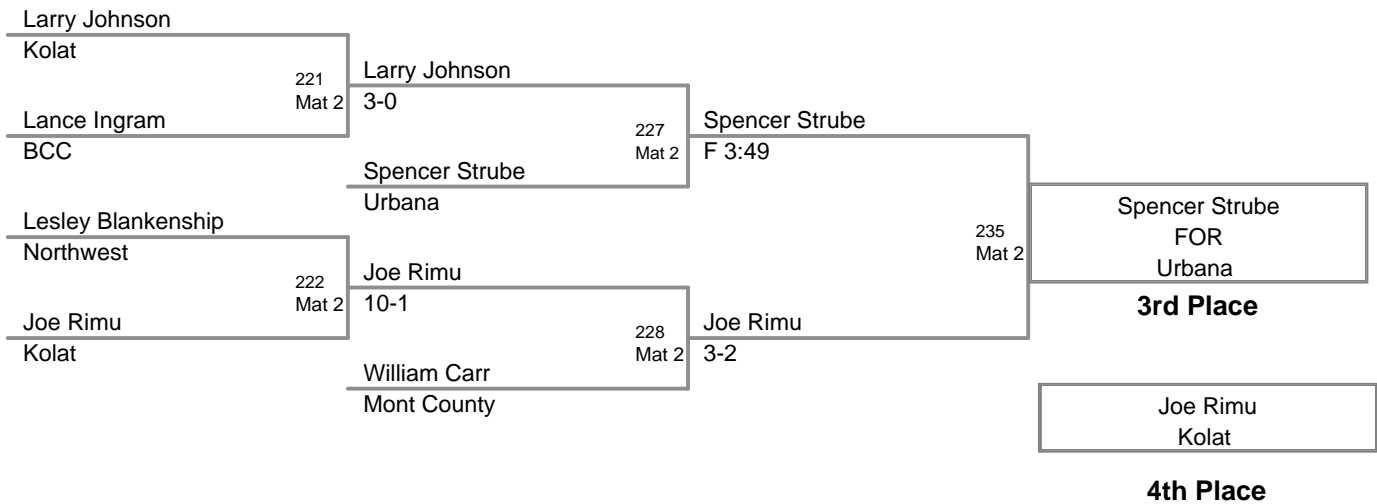 Larry Johnson
Kolat
221
Mat 2
Larry Johnson
3-0
Lance Ingram
BCC
227
Mat 2
Spencer Strube
F 3:49
Spencer Strube
Urbana
Lesley Blankenship
Northwest
235
Mat 2
Spencer Strube
FOR
Urbana
3rd Place
222
Mat 2
Joe Rimu
10-1
Joe Rimu
Kolat
228
Mat 2
Joe Rimu
3-2
William Carr
Mont County
Joe Rimu
Kolat
4th Place